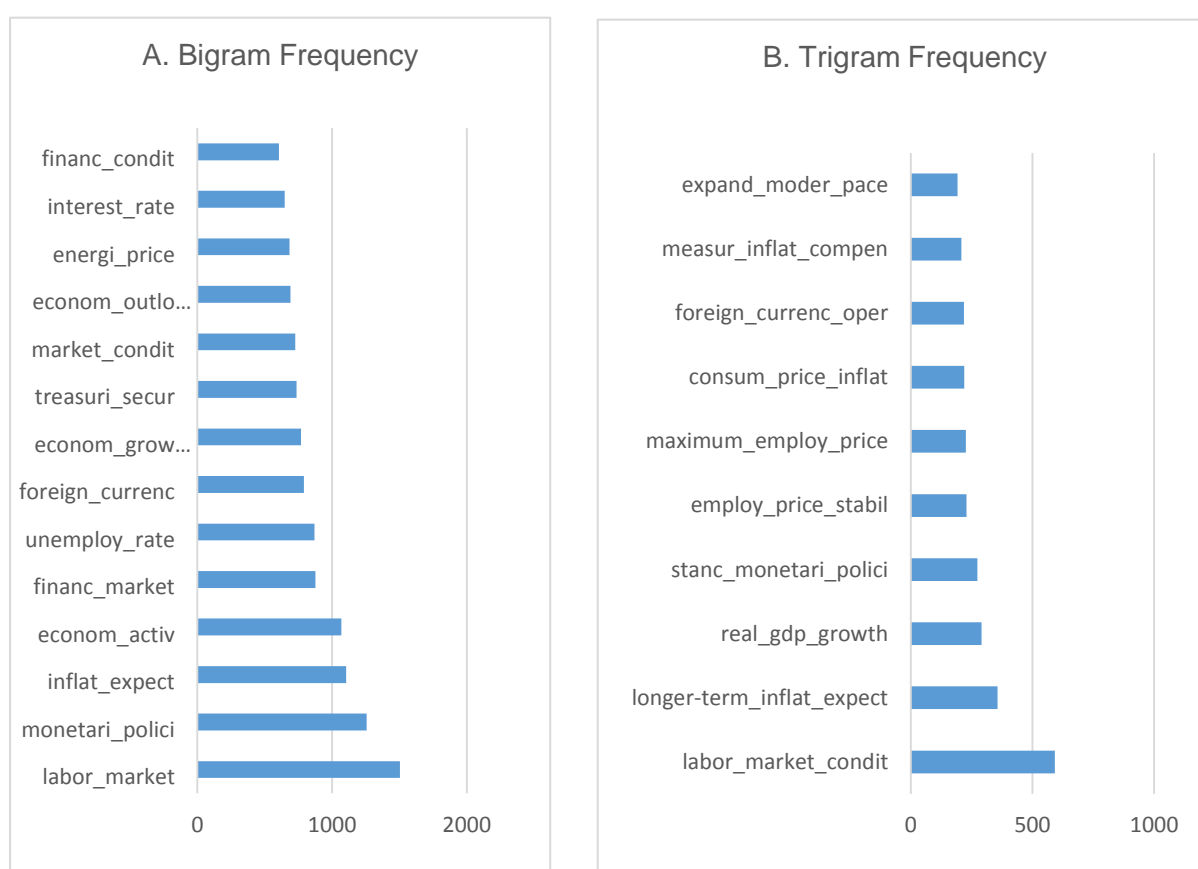 A. Bigram Frequency
financ_condit
interest_rate
energi_price
econom_outlo...
market_condit
treasuri_secur
econom_grow...
foreign_currenc
unemploy_rate
financ_market
econom_activ
inflat_expect
monetari_polici
labor_market
0 1000 2000
B. Trigram Frequency
expand_moder_pace
measur_inflat_compen
foreign_currenc_oper
consum_price_inflat
maximum_employ_price
employ_price_stabil
stanc_monetari_polici
real_gdp_growth
longer-term_inflat_expect
labor_market_condit
0 500 1000